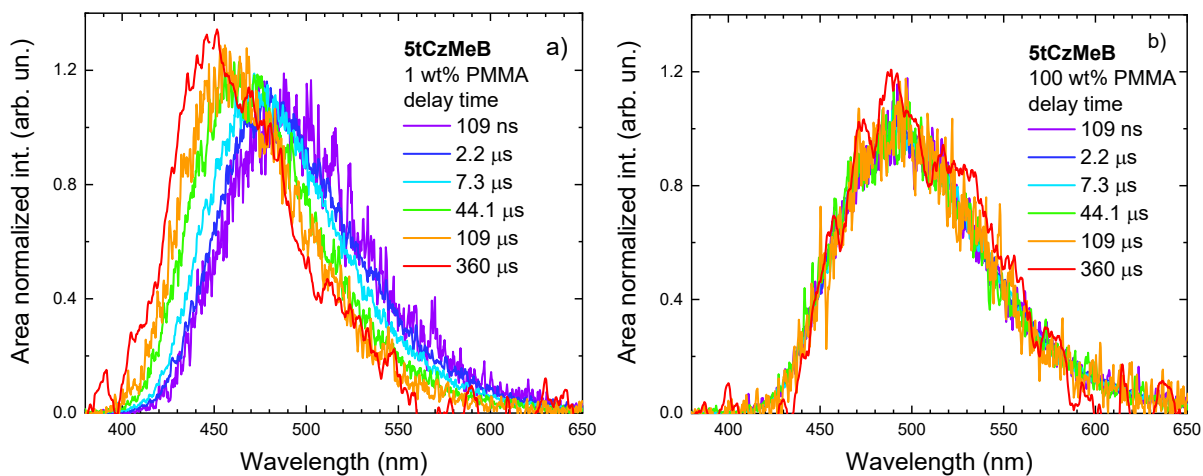 5tCzMeB a)
1 wt% PMMA
delay time
109 ns
2.2 μs
7.3 μs
44.1 μs
109 μs
360 μs
Area normalized int. (arb. un.)
1.2
0.8
0.4
0.0
400 450 500 550 600 650
Wavelength (nm)
5tCzMeB b)
100 wt% PMMA
delay time
109 ns
2.2 μs
7.3 μs
44.1 μs
109 μs
360 μs
Area normalized int. (arb. un.)
1.2
0.8
0.4
0.0
400 450 500 550 600 650
Wavelength (nm)